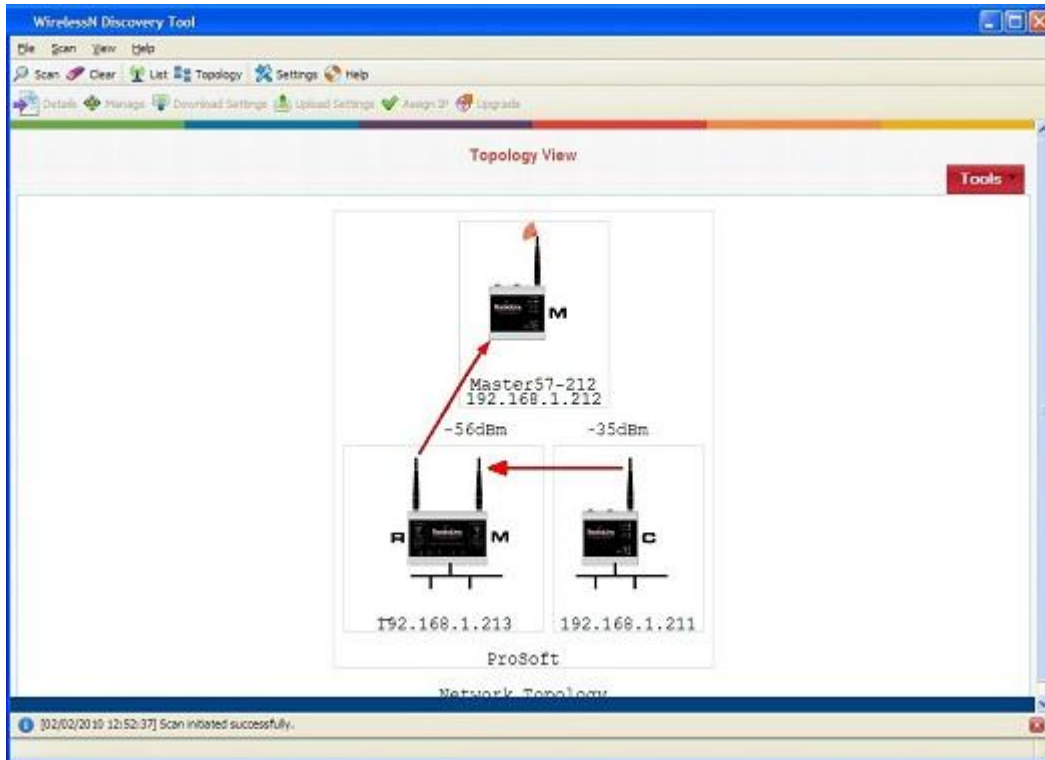 WirelessN Discovery Tool
File Scan View Help
Scan Clear List Topology Settings Help
Details Manage Download Settings Upload Settings Assign IP Upgrade
Topology View
Tools
M
Master57-212
192.168.1.212
-56dBm -35dBm
R M C
192.168.1.213 192.168.1.211
ProSoft
Network Topology
[02/02/2010 12:52:37] Scan initiated successfully.